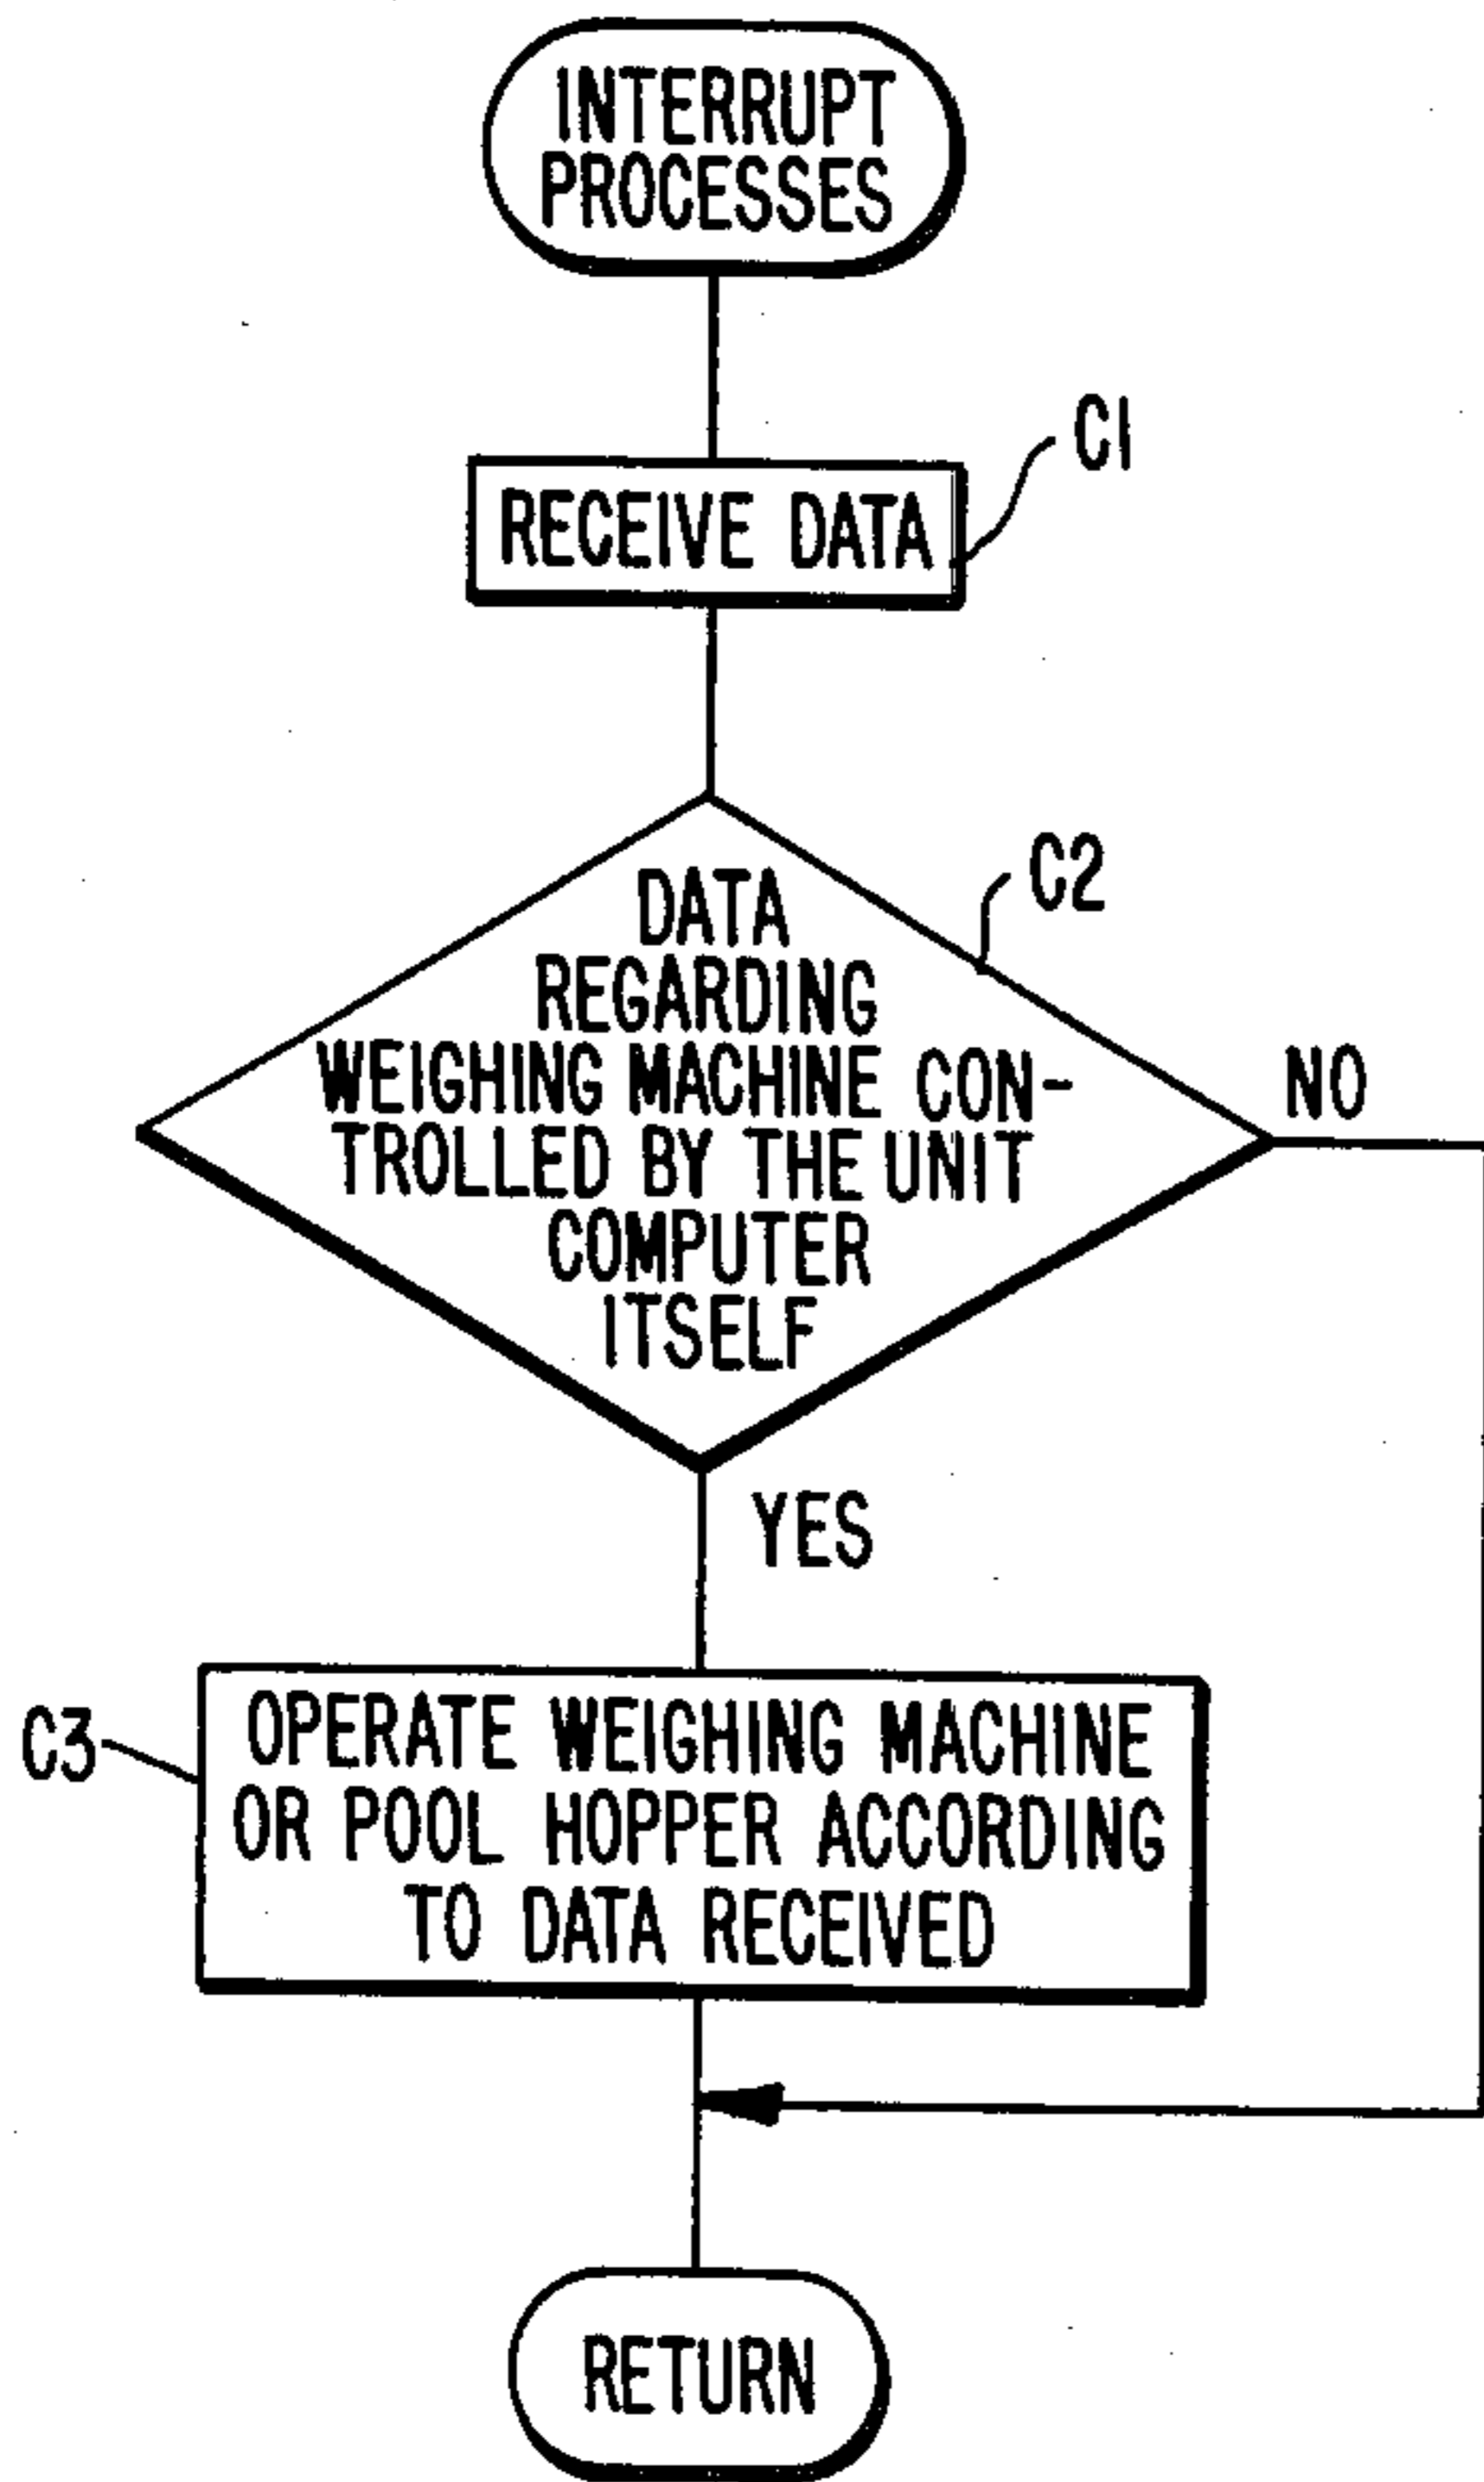 INTERRUPT
PROCESSES
C1
RECEIVE DATA
C2
DATA
REGARDING
WEIGHING MACHINE CON-
TROLLED BY THE UNIT
COMPUTER
ITSELF
NO
YES
C3
OPERATE WEIGHING MACHINE
OR POOL HOPPER ACCORDING
TO DATA RECEIVED
RETURN